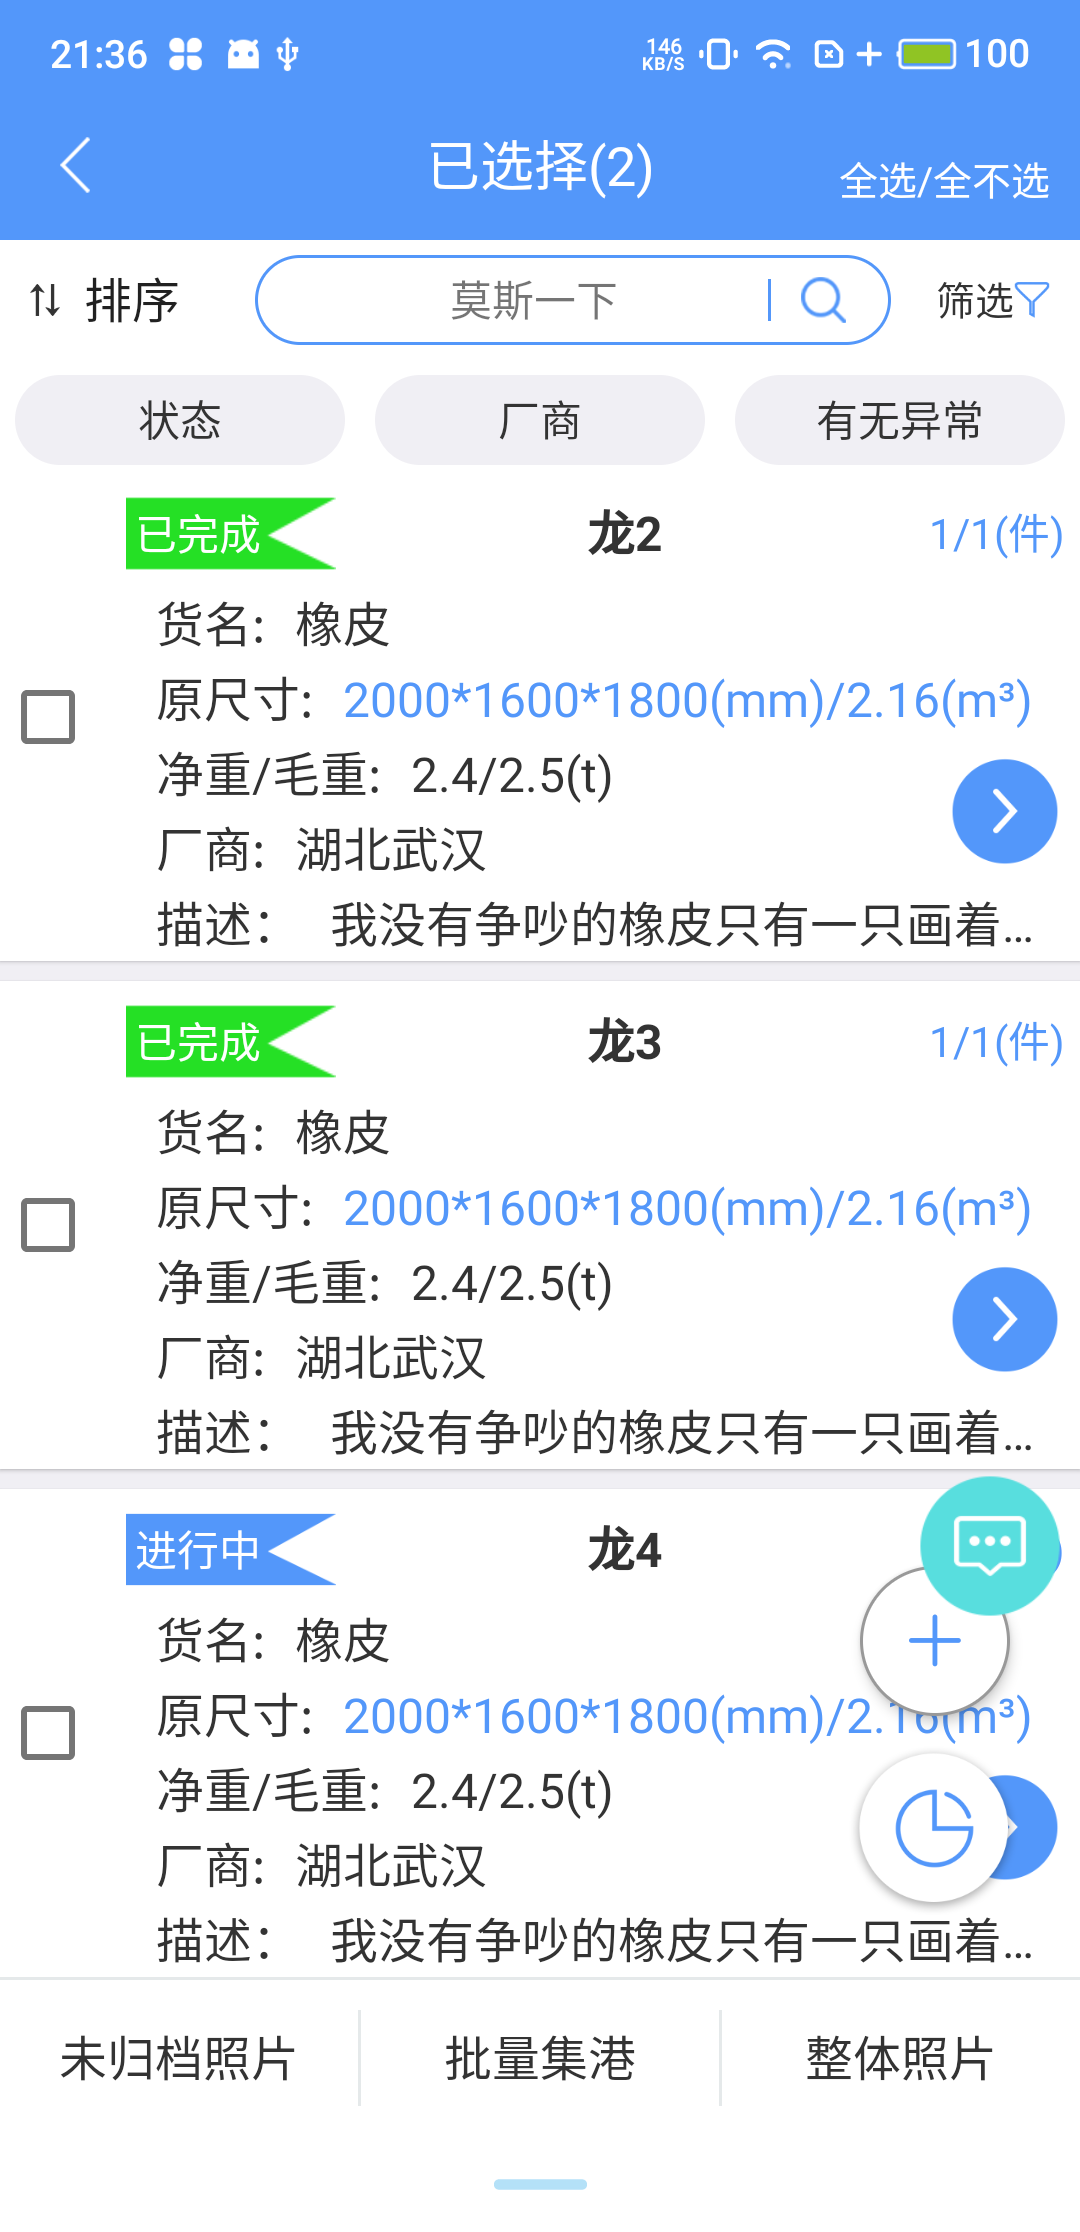 21:36 146 KB/S 100
已选择(2) 全选/全不选
排序 莫斯一下 筛选
状态 厂商 有无异常
已完成 龙2 1/1(件)
货名: 橡皮
原尺寸: 2000*1600*1800(mm)/2.16(m³)
净重/毛重: 2.4/2.5(t)
厂商: 湖北武汉
描述： 我没有争吵的橡皮只有一只画着...
已完成 龙3 1/1(件)
货名: 橡皮
原尺寸: 2000*1600*1800(mm)/2.16(m³)
净重/毛重: 2.4/2.5(t)
厂商: 湖北武汉
描述： 我没有争吵的橡皮只有一只画着...
进行中 龙4
货名: 橡皮
原尺寸: 2000*1600*1800(mm)/2.16(m³)
净重/毛重: 2.4/2.5(t)
厂商: 湖北武汉
描述： 我没有争吵的橡皮只有一只画着...
未归档照片 批量集港 整体照片